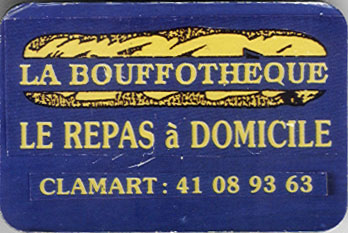 LA BOUFFOTHEQUE
LE REPAS à DOMICILE
CLAMART : 41 08 93 63